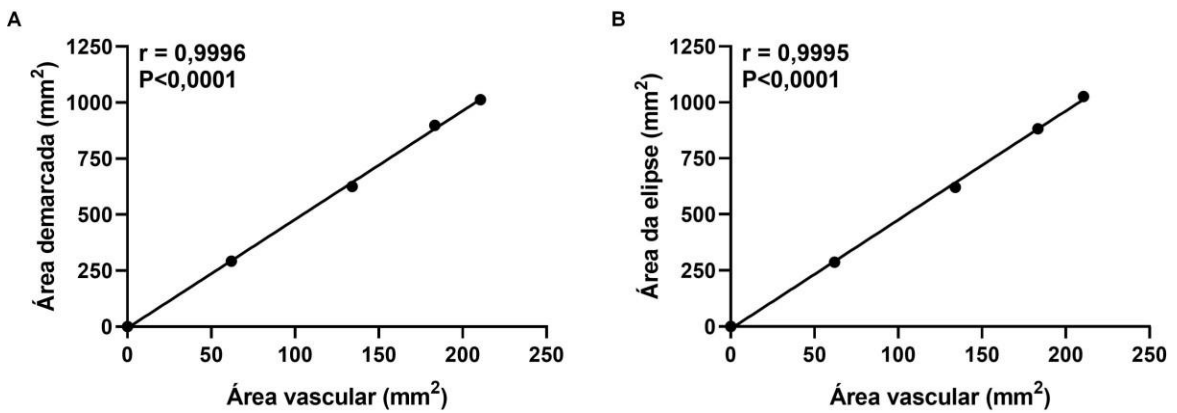 A
r = 0,9996
P<0,0001
Área demarcada (mm²)
1250
1000
750
500
250
0
0 50 100 150 200 250
Área vascular (mm²)
B
r = 0,9995
P<0,0001
Área da elipse (mm²)
1250
1000
750
500
250
0
0 50 100 150 200 250
Área vascular (mm²)